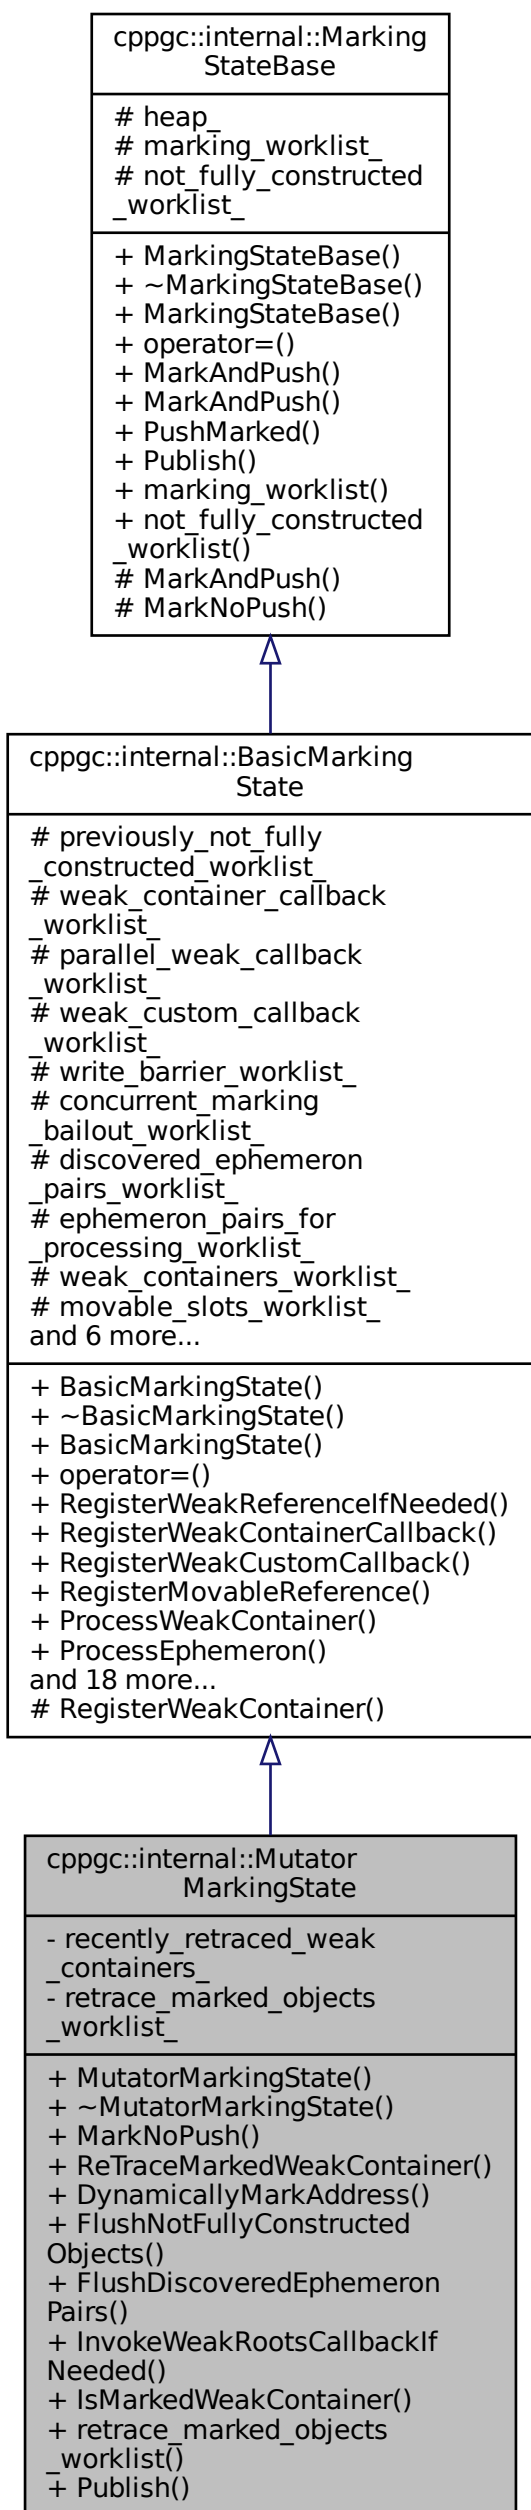 cppgc::internal::Marking
StateBase
# heap_
# marking_worklist_
# not_fully_constructed
_worklist_
+ MarkingStateBase()
+ ~MarkingStateBase()
+ MarkingStateBase()
+ operator=()
+ MarkAndPush()
+ MarkAndPush()
+ PushMarked()
+ Publish()
+ marking_worklist()
+ not_fully_constructed
_worklist()
# MarkAndPush()
# MarkNoPush()
cppgc::internal::BasicMarking
State
# previously_not_fully
_constructed_worklist_
# weak_container_callback
_worklist_
# parallel_weak_callback
_worklist_
# weak_custom_callback
_worklist_
# write_barrier_worklist_
# concurrent_marking
_bailout_worklist_
# discovered_ephemeron
_pairs_worklist_
# ephemeron_pairs_for
_processing_worklist_
# weak_containers_worklist_
# movable_slots_worklist_
and 6 more...
+ BasicMarkingState()
+ ~BasicMarkingState()
+ BasicMarkingState()
+ operator=()
+ RegisterWeakReferenceIfNeeded()
+ RegisterWeakContainerCallback()
+ RegisterWeakCustomCallback()
+ RegisterMovableReference()
+ ProcessWeakContainer()
+ ProcessEphemeron()
and 18 more...
# RegisterWeakContainer()
cppgc::internal::Mutator
MarkingState
- recently_retraced_weak
_containers_
- retrace_marked_objects
_worklist_
+ MutatorMarkingState()
+ ~MutatorMarkingState()
+ MarkNoPush()
+ ReTraceMarkedWeakContainer()
+ DynamicallyMarkAddress()
+ FlushNotFullyConstructed
Objects()
+ FlushDiscoveredEphemeron
Pairs()
+ InvokeWeakRootsCallbackIf
Needed()
+ IsMarkedWeakContainer()
+ retrace_marked_objects
_worklist()
+ Publish()